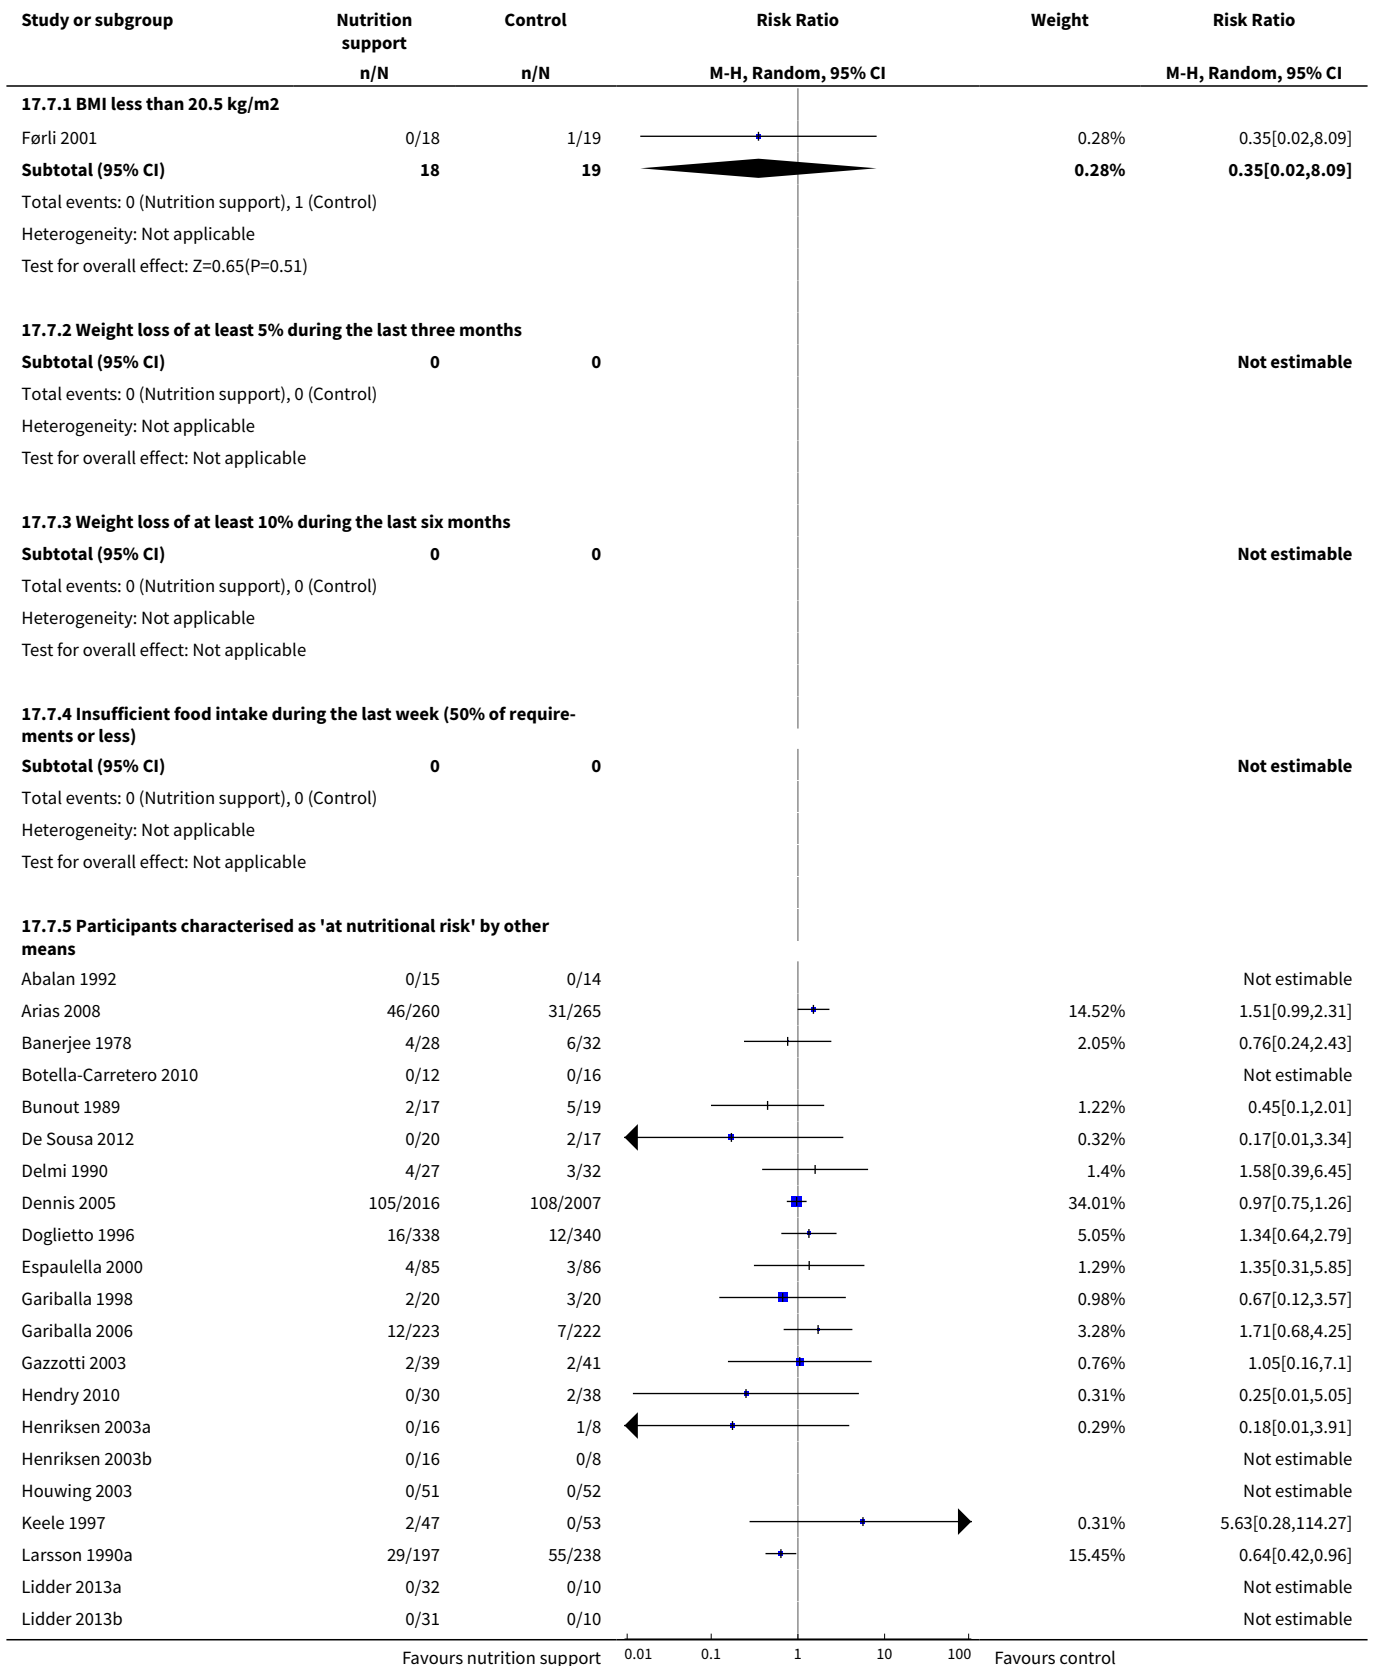 Study or subgroup Nutrition support Control Risk Ratio Weight Risk Ratio
n/N n/N M-H, Random, 95% CI M-H, Random, 95% CI
17.7.1 BMI less than 20.5 kg/m2
Førli 2001 0/18 1/19 0.28% 0.35[0.02,8.09]
Subtotal (95% CI) 18 19 0.28% 0.35[0.02,8.09]
Total events: 0 (Nutrition support), 1 (Control)
Heterogeneity: Not applicable
Test for overall effect: Z=0.65(P=0.51)
17.7.2 Weight loss of at least 5% during the last three months
Subtotal (95% CI) 0 0 Not estimable
Total events: 0 (Nutrition support), 0 (Control)
Heterogeneity: Not applicable
Test for overall effect: Not applicable
17.7.3 Weight loss of at least 10% during the last six months
Subtotal (95% CI) 0 0 Not estimable
Total events: 0 (Nutrition support), 0 (Control)
Heterogeneity: Not applicable
Test for overall effect: Not applicable
17.7.4 Insufficient food intake during the last week (50% of require-
ments or less)
Subtotal (95% CI) 0 0 Not estimable
Total events: 0 (Nutrition support), 0 (Control)
Heterogeneity: Not applicable
Test for overall effect: Not applicable
17.7.5 Participants characterised as 'at nutritional risk' by other
means
Abalan 1992 0/15 0/14 Not estimable
Arias 2008 46/260 31/265 14.52% 1.51[0.99,2.31]
Banerjee 1978 4/28 6/32 2.05% 0.76[0.24,2.43]
Botella-Carretero 2010 0/12 0/16 Not estimable
Bunout 1989 2/17 5/19 1.22% 0.45[0.1,2.01]
De Sousa 2012 0/20 2/17 0.32% 0.17[0.01,3.34]
Delmi 1990 4/27 3/32 1.4% 1.58[0.39,6.45]
Dennis 2005 105/2016 108/2007 34.01% 0.97[0.75,1.26]
Doglietto 1996 16/338 12/340 5.05% 1.34[0.64,2.79]
Espaulella 2000 4/85 3/86 1.29% 1.35[0.31,5.85]
Gariballa 1998 2/20 3/20 0.98% 0.67[0.12,3.57]
Gariballa 2006 12/223 7/222 3.28% 1.71[0.68,4.25]
Gazzotti 2003 2/39 2/41 0.76% 1.05[0.16,7.1]
Hendry 2010 0/30 2/38 0.31% 0.25[0.01,5.05]
Henriksen 2003a 0/16 1/8 0.29% 0.18[0.01,3.91]
Henriksen 2003b 0/16 0/8 Not estimable
Houwing 2003 0/51 0/52 Not estimable
Keele 1997 2/47 0/53 0.31% 5.63[0.28,114.27]
Larsson 1990a 29/197 55/238 15.45% 0.64[0.42,0.96]
Lidder 2013a 0/32 0/10 Not estimable
Lidder 2013b 0/31 0/10 Not estimable
Favours nutrition support 0.01 0.1 1 10 100 Favours control